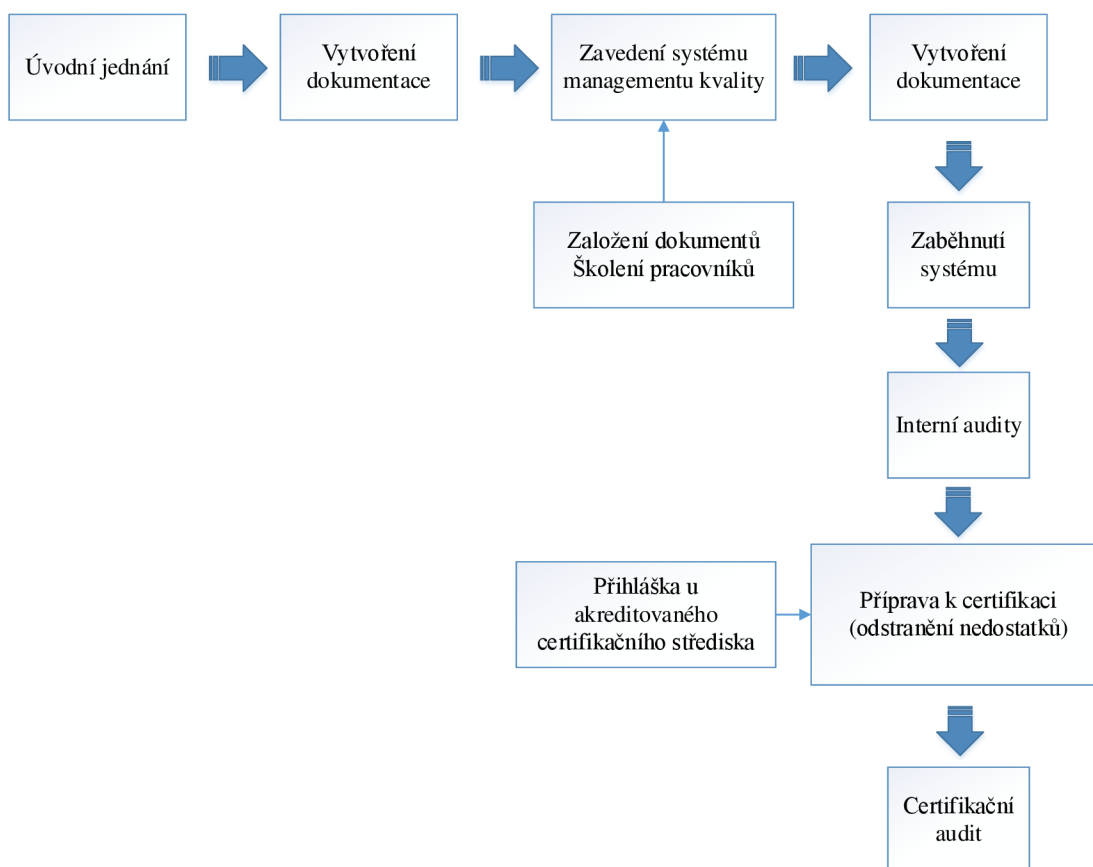 Úvodní jednání
Vytvoření
dokumentace
Zavedení systému
managementu kvality
Vytvoření
dokumentace
Založení dokumentů
Školení pracovníků
Zaběhnutí
systému
Interní audity
Přihláška u
akreditovaného
certifikačního střediska
Příprava k certifikaci
(odstranění nedostatků)
Certifikační
audit